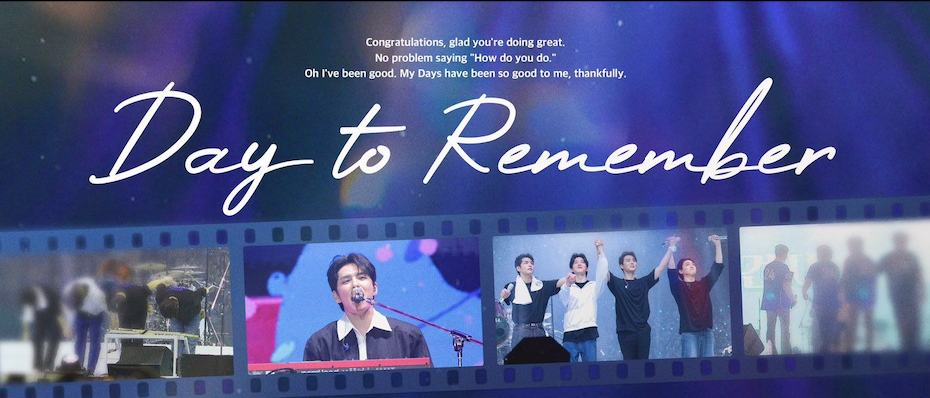 Congratulations, glad you're doing great.
No problem saying "How do you do."
Oh I've been good. My Days have been so good to me, thankfully.
Day to Remember